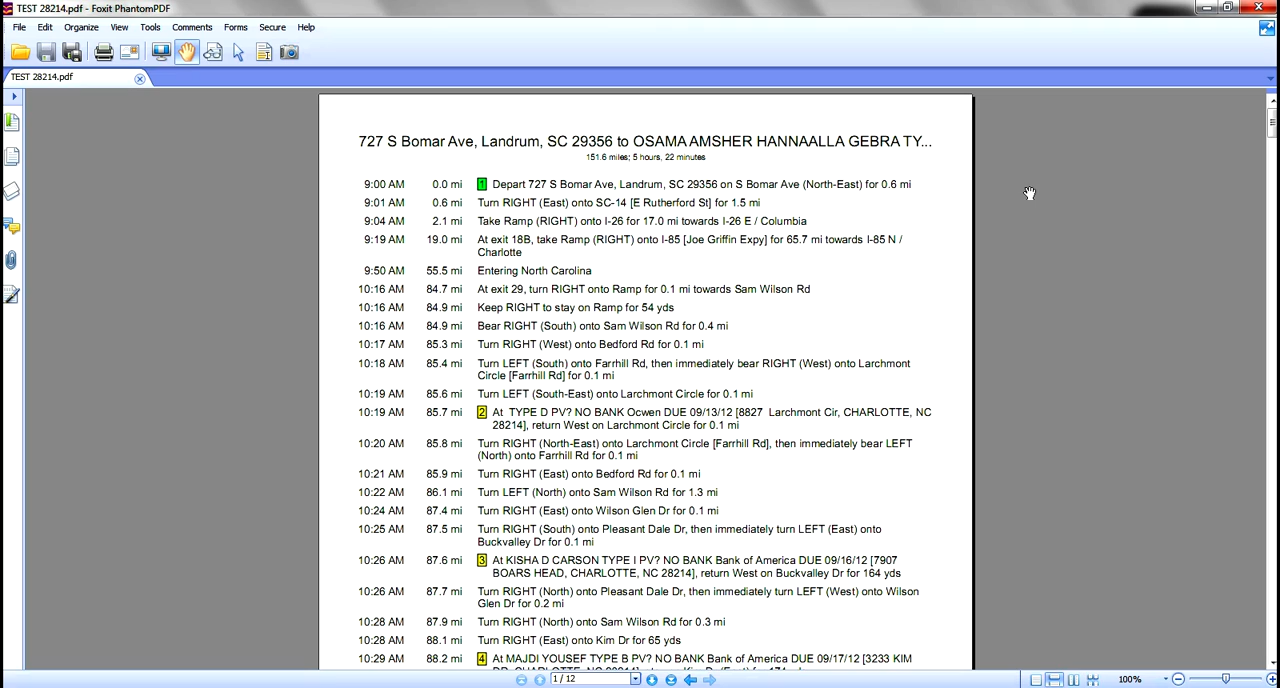 TEST 28214.pdf - Foxit PhantomPDF
File Edit Organize View Tools Comments Forms Secure Help
TEST 28214.pdf
727 S Bomar Ave, Landrum, SC 29356 to OSAMA AMSHER HANNAALLA GEBRA TY...
151.6 miles; 5 hours, 22 minutes
9:00 AM 0.0 mi 1 Depart 727 S Bomar Ave, Landrum, SC 29356 on S Bomar Ave (North-East) for 0.6 mi
9:01 AM 0.6 mi Turn RIGHT (East) onto SC-14 [E Rutherford St] for 1.5 mi
9:04 AM 2.1 mi Take Ramp (RIGHT) onto I-26 for 17.0 mi towards I-26 E / Columbia
9:19 AM 19.0 mi At exit 18B, take Ramp (RIGHT) onto I-85 [Joe Griffin Expy] for 65.7 mi towards I-85 N /
Charlotte
9:50 AM 55.5 mi Entering North Carolina
10:16 AM 84.7 mi At exit 29, turn RIGHT onto Ramp for 0.1 mi towards Sam Wilson Rd
10:16 AM 84.9 mi Keep RIGHT to stay on Ramp for 54 yds
10:16 AM 84.9 mi Bear RIGHT (South) onto Sam Wilson Rd for 0.4 mi
10:17 AM 85.3 mi Turn RIGHT (West) onto Bedford Rd for 0.1 mi
10:18 AM 85.4 mi Turn LEFT (South) onto Farrhill Rd, then immediately bear RIGHT (West) onto Larchmont
Circle [Farrhill Rd] for 0.1 mi
10:19 AM 85.6 mi Turn LEFT (South-East) onto Larchmont Circle for 0.1 mi
10:19 AM 85.7 mi 2 At TYPE D PV? NO BANK Ocwen DUE 09/13/12 [8827 Larchmont Cir, CHARLOTTE, NC
28214], return West on Larchmont Circle for 0.1 mi
10:20 AM 85.8 mi Turn RIGHT (North-East) onto Larchmont Circle [Farrhill Rd], then immediately bear LEFT
(North) onto Farrhill Rd for 0.1 mi
10:21 AM 85.9 mi Turn RIGHT (East) onto Bedford Rd for 0.1 mi
10:22 AM 86.1 mi Turn LEFT (North) onto Sam Wilson Rd for 1.3 mi
10:24 AM 87.4 mi Turn RIGHT (East) onto Wilson Glen Dr for 0.1 mi
10:25 AM 87.5 mi Turn RIGHT (South) onto Pleasant Dale Dr, then immediately turn LEFT (East) onto
Buckvalley Dr for 0.1 mi
10:26 AM 87.6 mi 3 At KISHA D CARSON TYPE I PV? NO BANK Bank of America DUE 09/16/12 [7907
BOARS HEAD, CHARLOTTE, NC 28214], return West on Buckvalley Dr for 164 yds
10:26 AM 87.7 mi Turn RIGHT (North) onto Pleasant Dale Dr, then immediately turn LEFT (West) onto Wilson
Glen Dr for 0.2 mi
10:28 AM 87.9 mi Turn RIGHT (North) onto Sam Wilson Rd for 0.3 mi
10:28 AM 88.1 mi Turn RIGHT (East) onto Kim Dr for 65 yds
10:29 AM 88.2 mi 4 At MAJDI YOUSEF TYPE B PV? NO BANK Bank of America DUE 09/17/12 [3233 KIM
1 / 12
100%